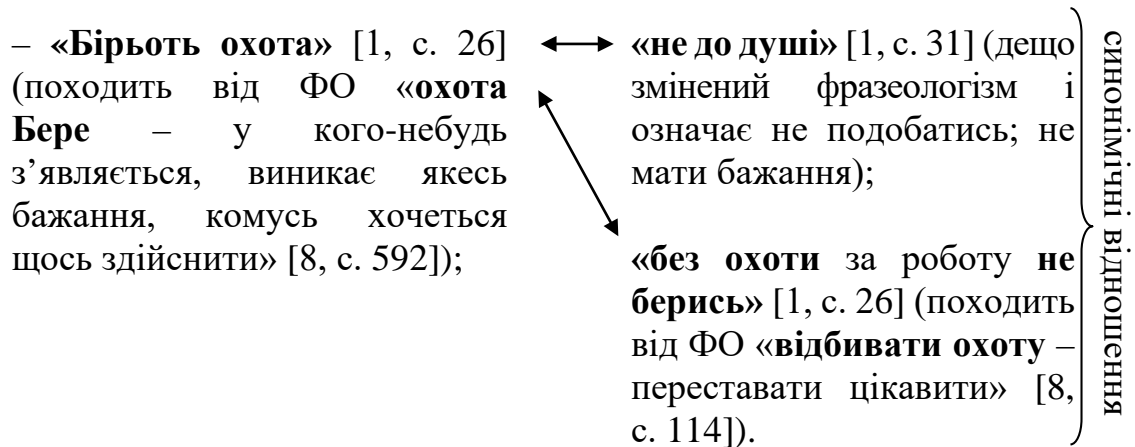 – «Бірьоть охота» [1, с. 26]
(походить від ФО «охота
Бере – у кого-небудь
з’являється, виникає якесь
бажання, комусь хочеться
щось здійснити» [8, с. 592]);
«не до душі» [1, с. 31] (дещо
змінений фразеологізм і
означає не подобатись; не
мати бажання);
«без охоти за роботу не
берись» [1, с. 26] (походить
від ФО «відбивати охоту –
переставати цікавити» [8,
с. 114]).
синонімічні відношення